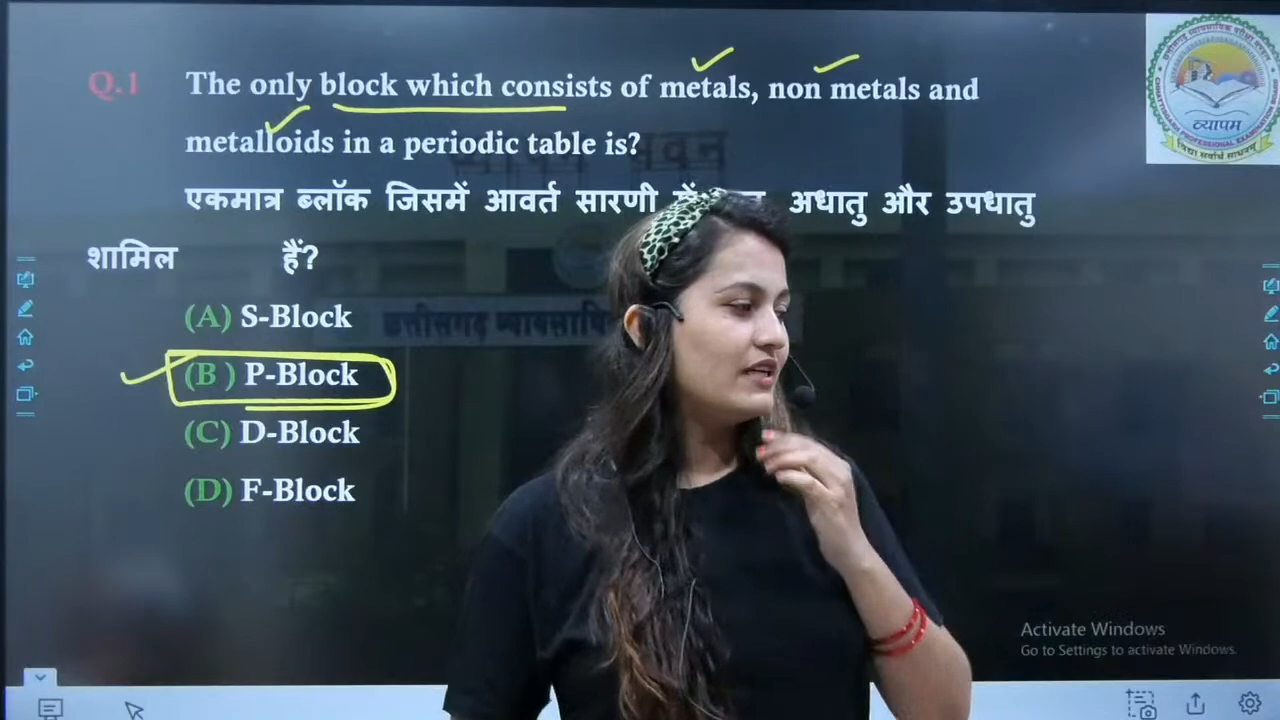 Q.1 The only block which consists of metals, non metals and
metalloids in a periodic table is?
एकमात्र ब्लॉक जिसमें आवर्त सारणी में अधातु और उपधातु
शामिल हैं?
(A) S-Block
(B ) P-Block
(C) D-Block
(D) F-Block
व्यापम
Activate Windows
Go to Settings to activate Windows.